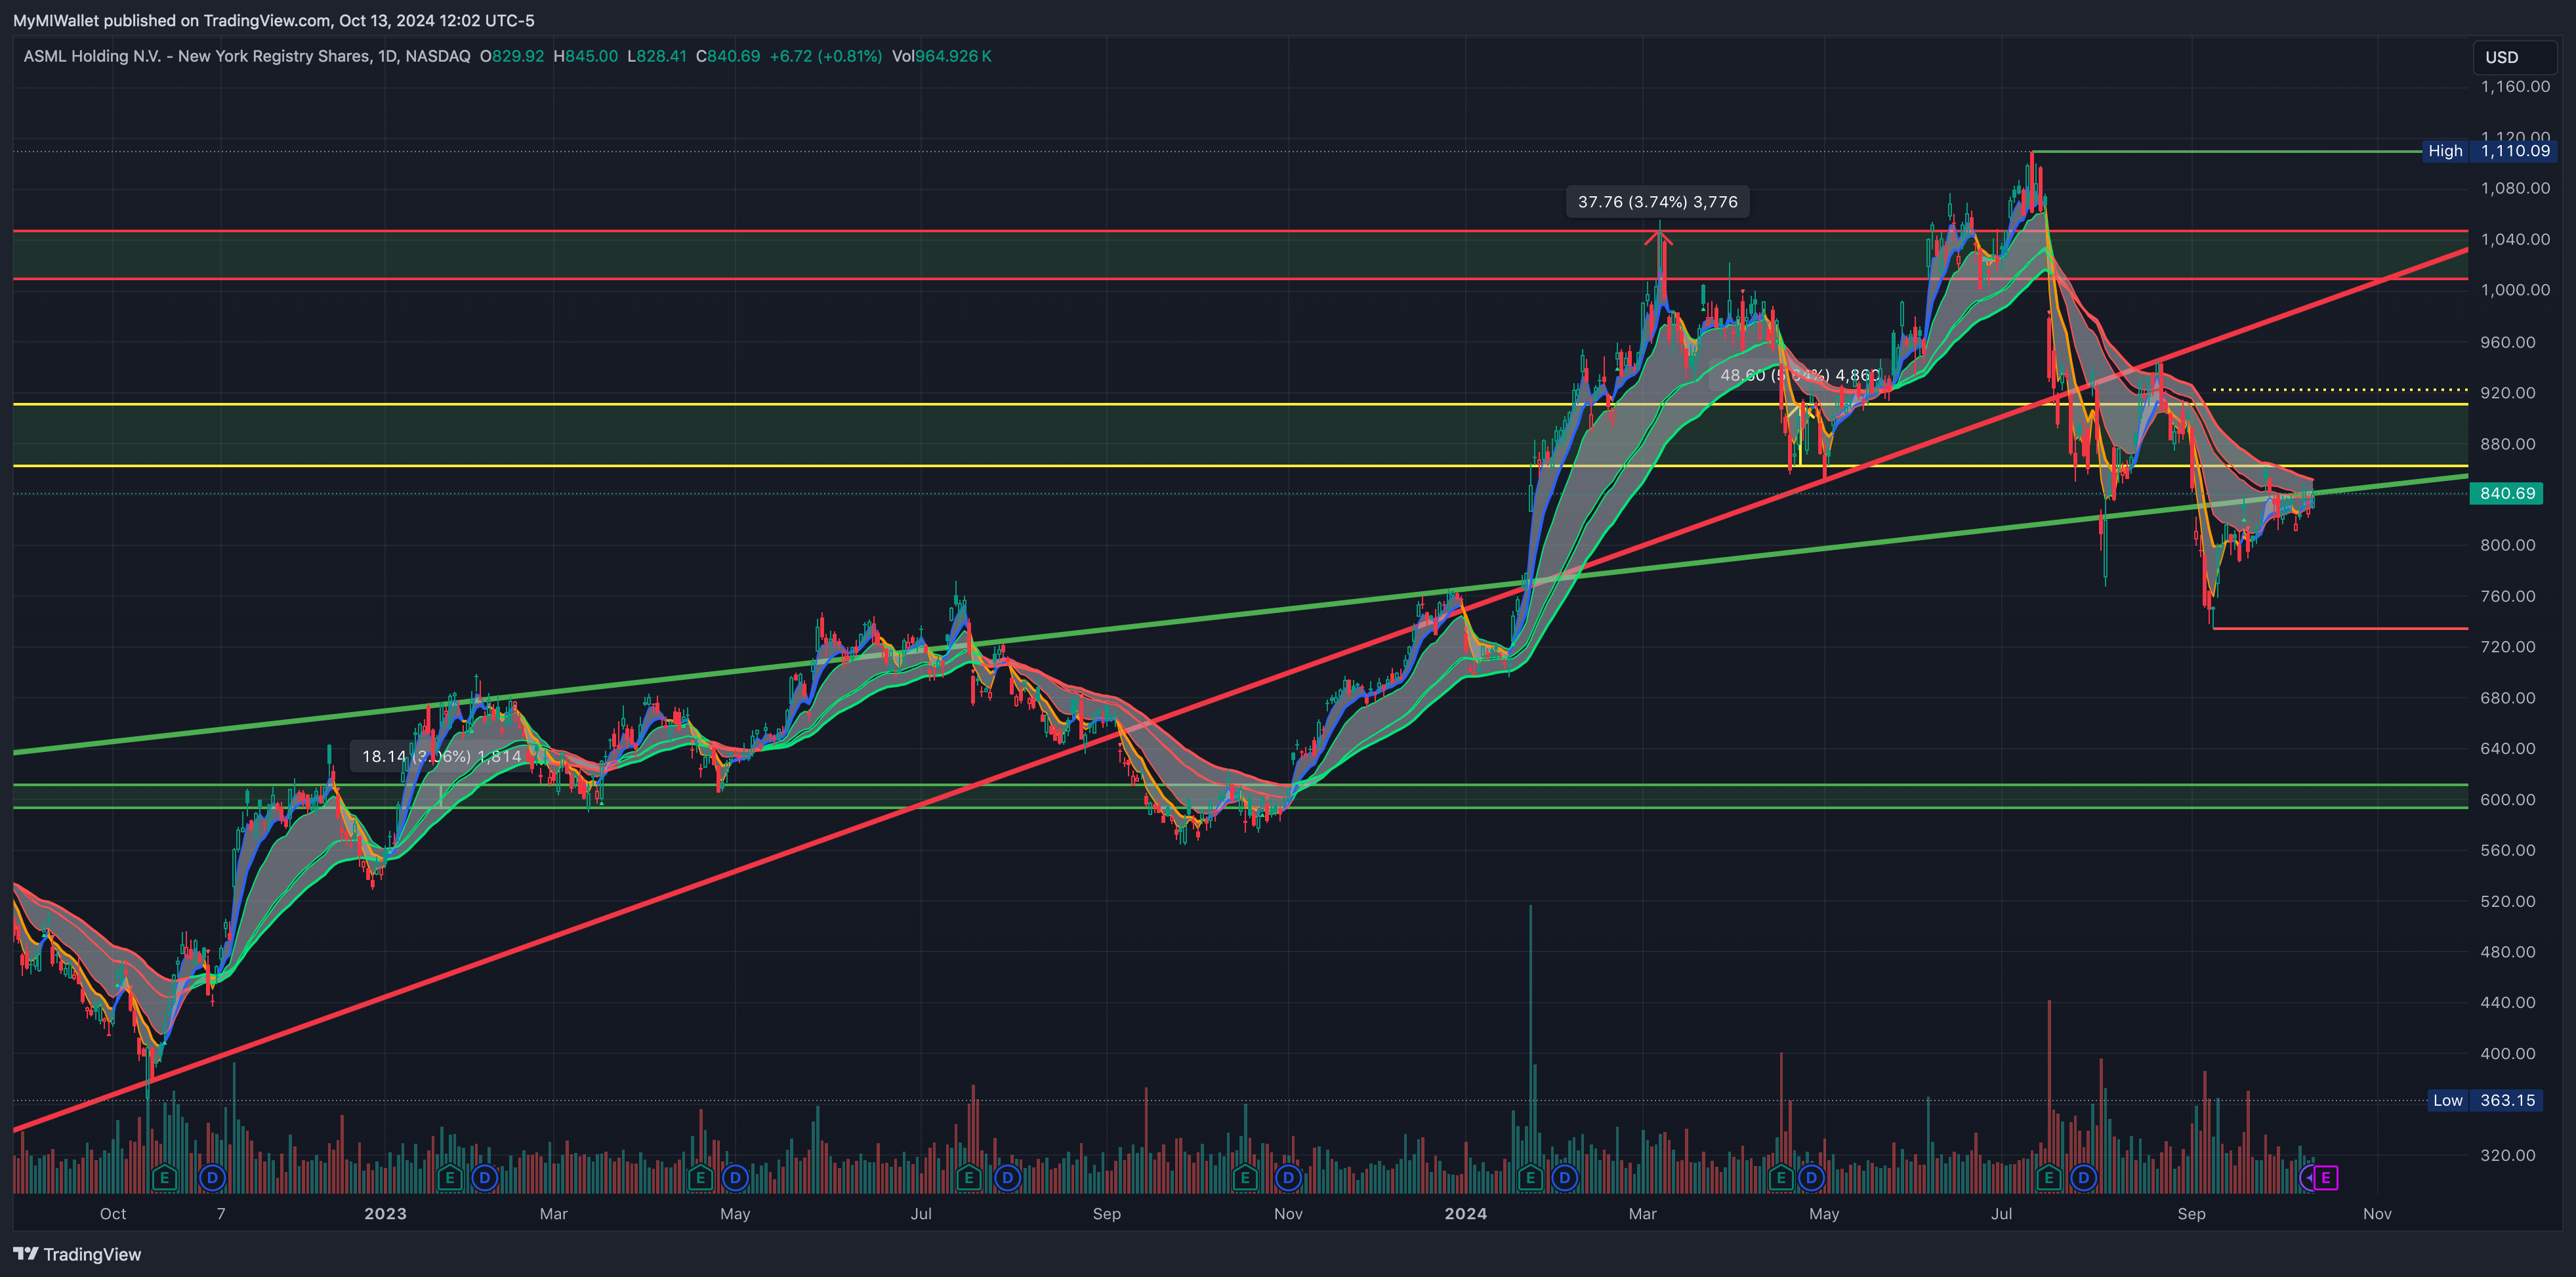 MyMIWallet published on TradingView.com, Oct 13, 2024 12:02 UTC-5
ASML Holding N.V. - New York Registry Shares, 1D, NASDAQ O829.92 H845.00 L828.41 C840.69 +6.72 (+0.81%) Vol964.926 K
USD
1,160.00
1,120.00
High 1,110.09
1,080.00
37.76 (3.74%) 3,776
1,040.00
1,000.00
960.00
48.60 (5.64%) 4,860
920.00
880.00
840.69
800.00
760.00
720.00
680.00
640.00
18.14 (3.06%) 1,814
600.00
560.00
520.00
480.00
440.00
400.00
Low 363.15
320.00
E D E D E D E D E D E D E D E D E
Oct 7 2023 Mar May Jul Sep Nov 2024 Mar May Jul Sep Nov
TradingView